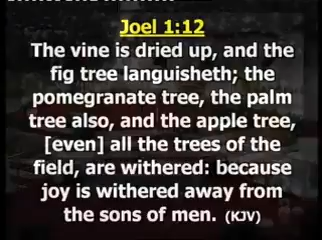 Joel 1:12
The vine is dried up, and the
fig tree languisheth; the
pomegranate tree, the palm
tree also, and the apple tree,
[even] all the trees of the
field, are withered: because
joy is withered away from
the sons of men. (KJV)